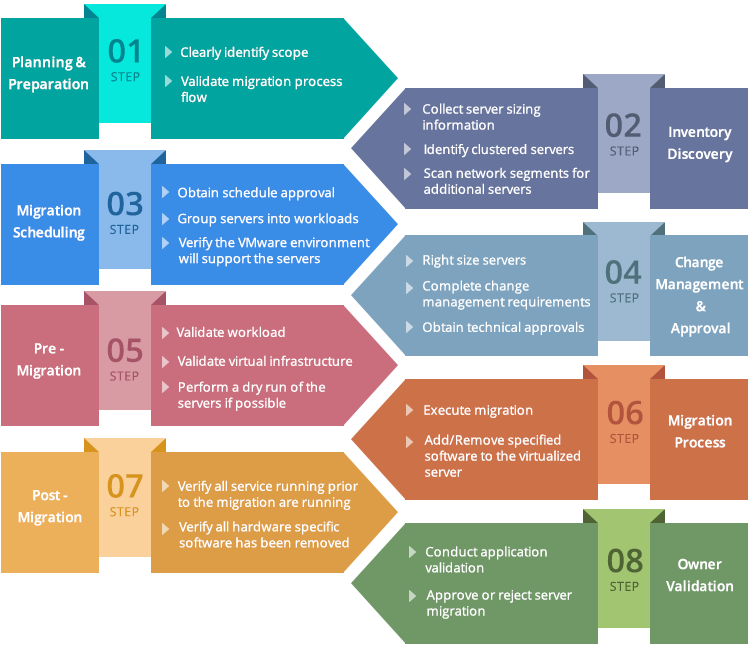 Planning &
Preparation
01
STEP
Clearly identify scope
Validate migration process
flow
Collect server sizing
information
Identify clustered servers
Scan network segments for
additional servers
02
STEP
Inventory
Discovery
Migration
Scheduling
03
STEP
Obtain schedule approval
Group servers into workloads
Verify the VMware environment
will support the servers
Right size servers
Complete change
management requirements
Obtain technical approvals
04
STEP
Change
Management
&
Approval
Pre -
Migration
05
STEP
Validate workload
Validate virtual infrastructure
Perform a dry run of the
servers if possible
Execute migration
Add/Remove specified
software to the virtualized
server
06
STEP
Migration
Process
Post -
Migration
07
STEP
Verify all service running prior
to the migration are running
Verify all hardware specific
software has been removed
Conduct application
validation
Approve or reject server
migration
08
STEP
Owner
Validation